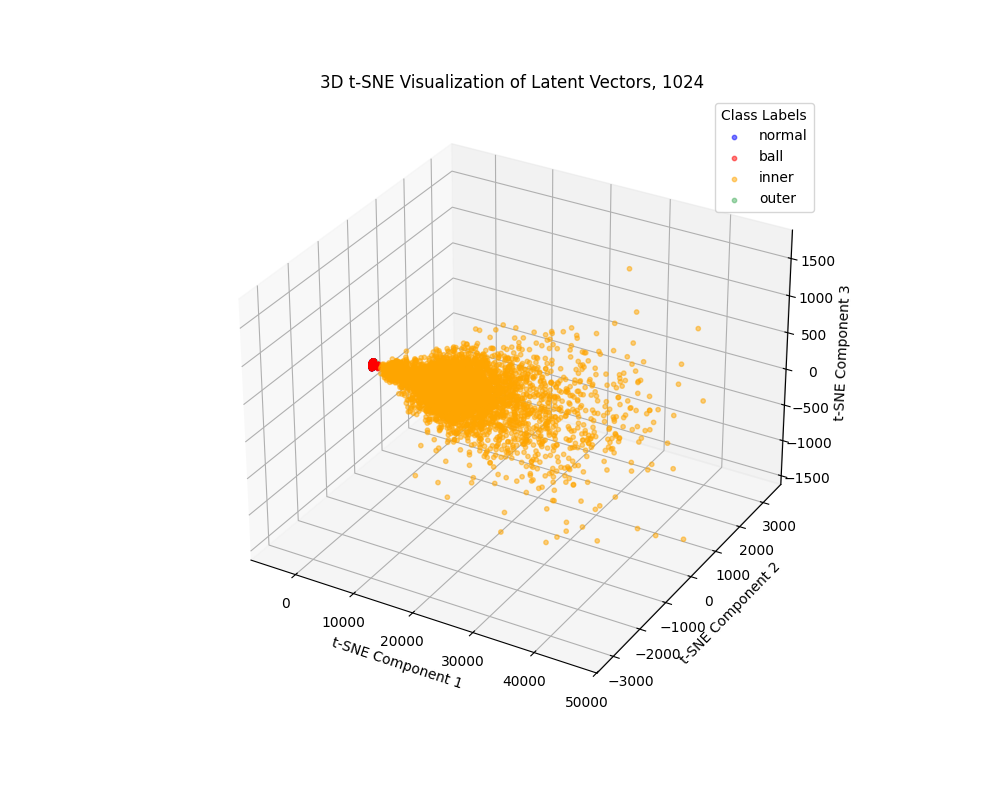 3D t-SNE Visualization of Latent Vectors, 1024
Class Labels
normal
ball
inner
outer
1500
1000
500
0
−500
−1000
−1500
t-SNE Component 3
3000
2000
1000
0
−1000
−2000
−3000
t-SNE Component 2
0
10000
20000
30000
40000
50000
t-SNE Component 1